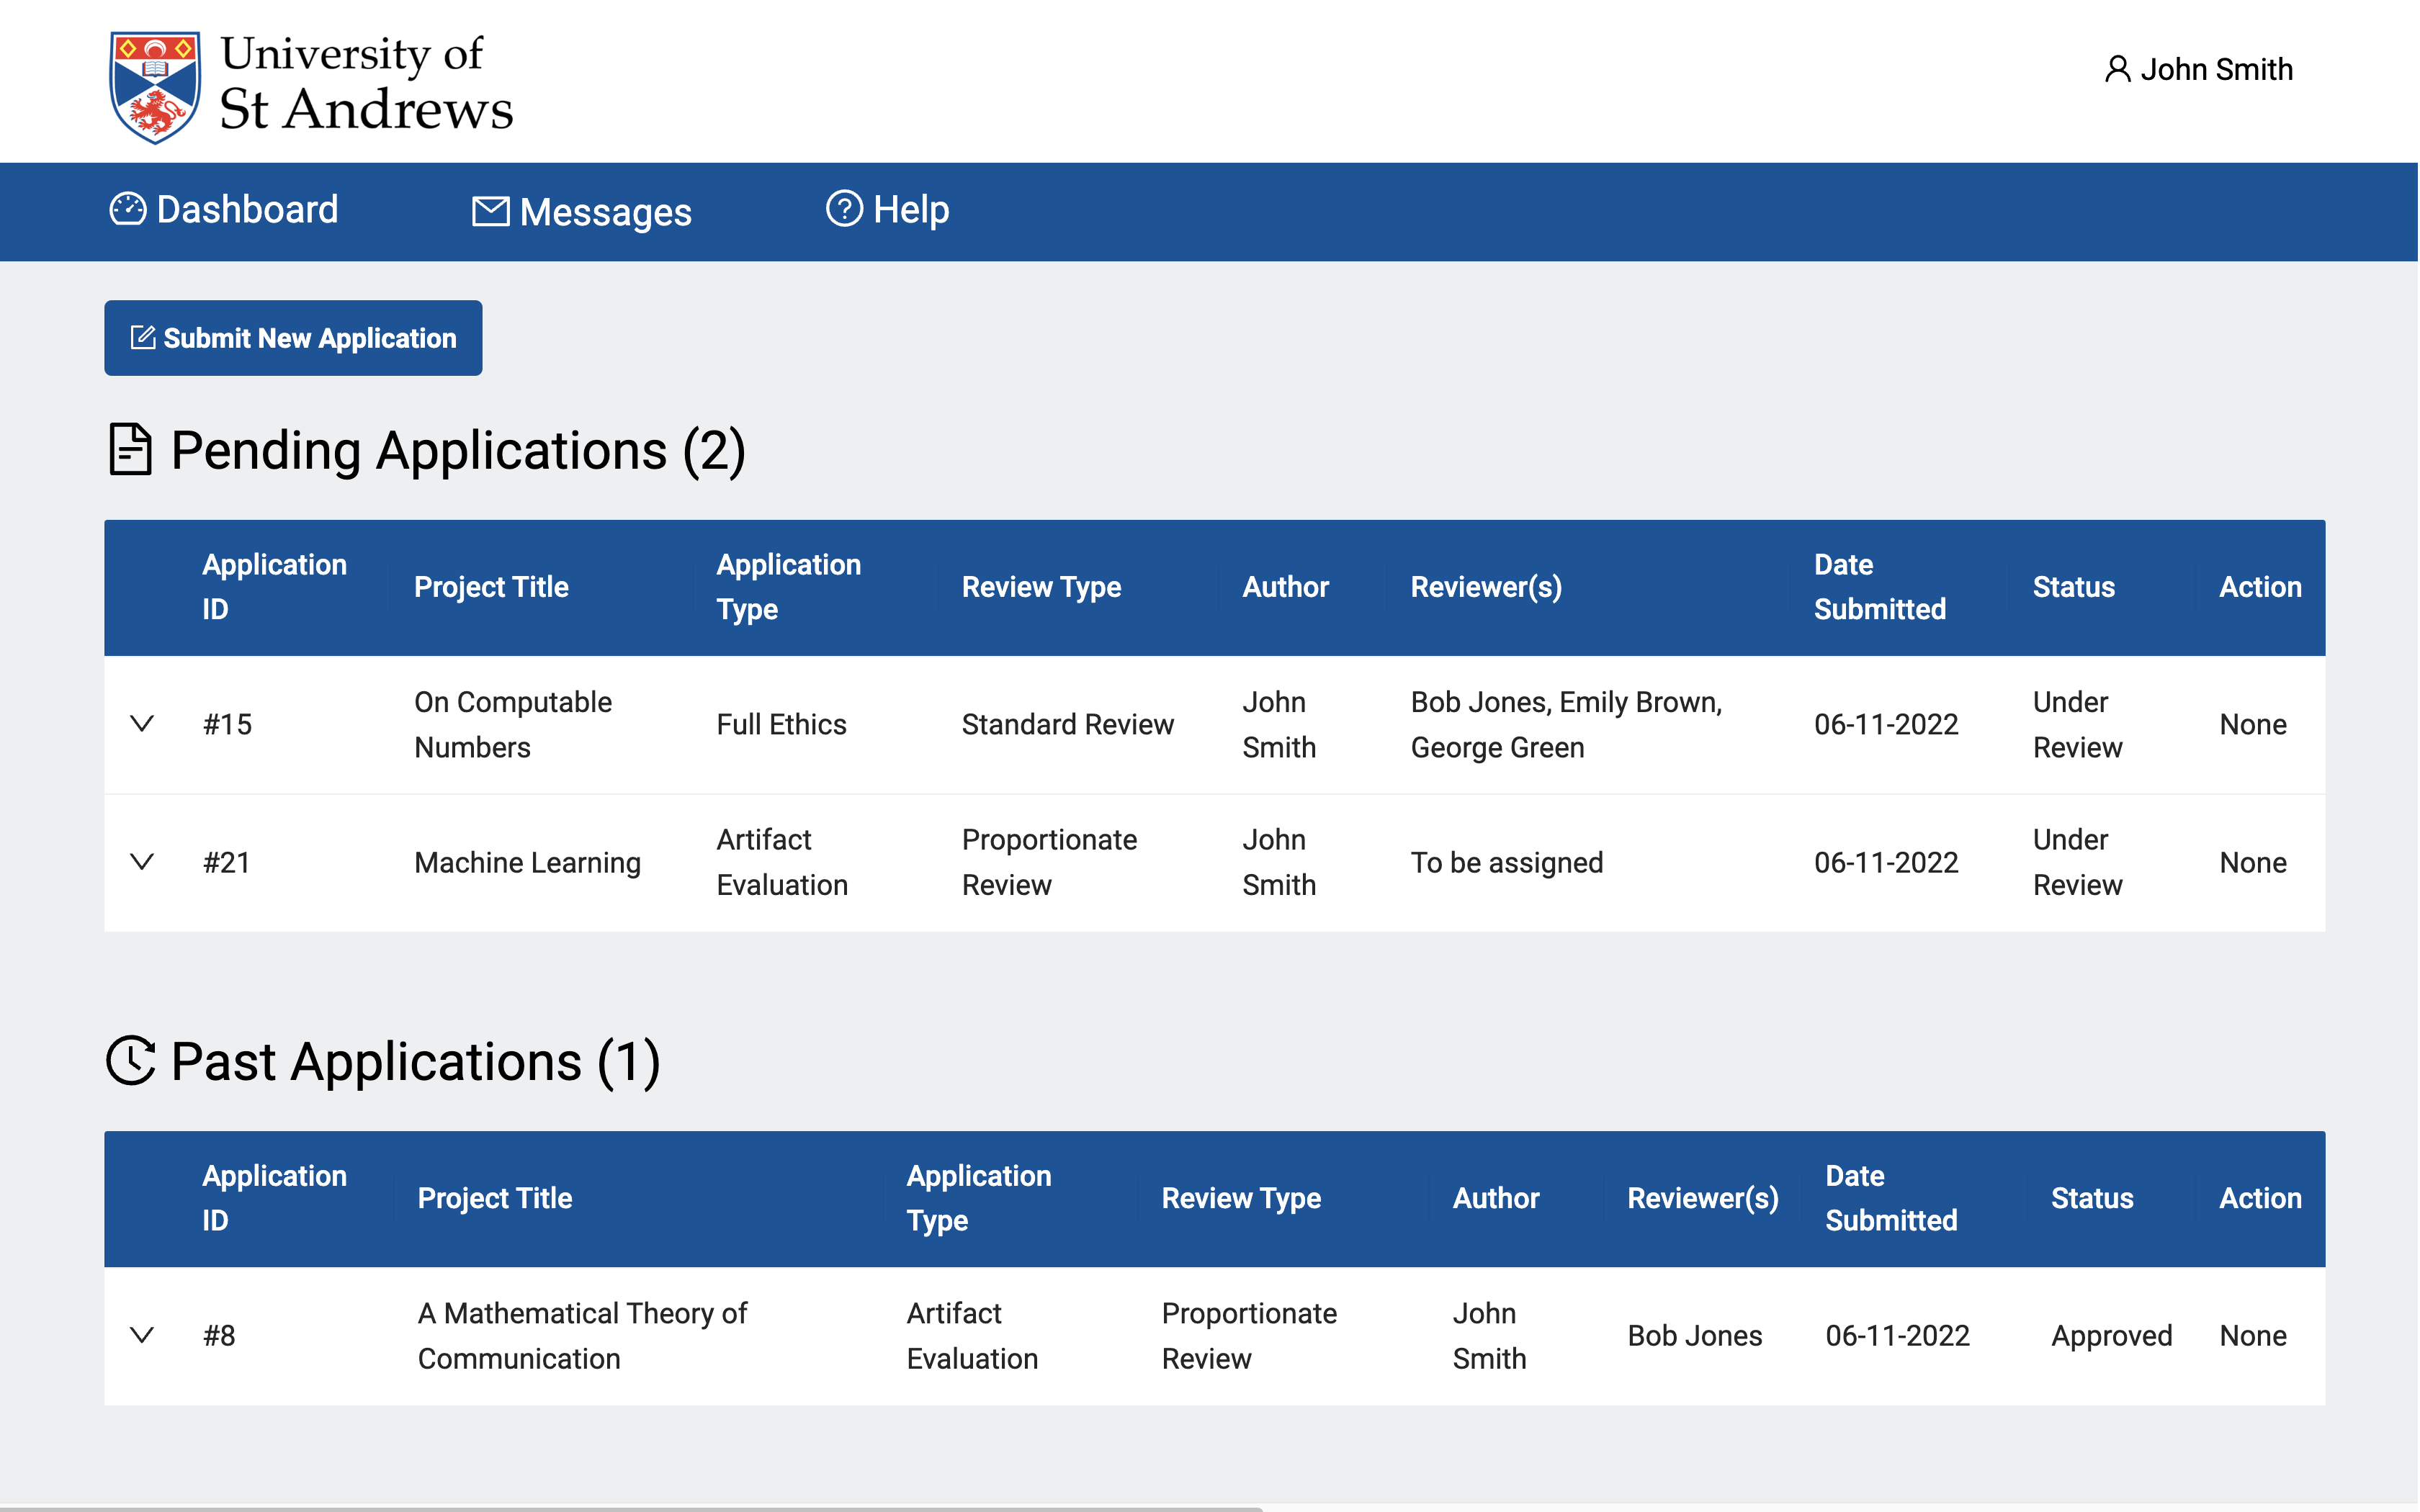 University of
St Andrews
John Smith
Dashboard
Messages
Help
Submit New Application
Pending Applications (2)
Application ID
Project Title
Application Type
Review Type
Author
Reviewer(s)
Date Submitted
Status
Action
#15
On Computable
Numbers
Full Ethics
Standard Review
John
Smith
Bob Jones, Emily Brown,
George Green
06-11-2022
Under
Review
None
#21
Machine Learning
Artifact
Evaluation
Proportionate
Review
John
Smith
To be assigned
06-11-2022
Under
Review
None
Past Applications (1)
Application
ID
Project Title
Application
Type
Review Type
Author
Reviewer(s)
Date
Submitted
Status
Action
#8
A Mathematical Theory of
Communication
Artifact
Evaluation
Proportionate
Review
John
Smith
Bob Jones
06-11-2022
Approved
None